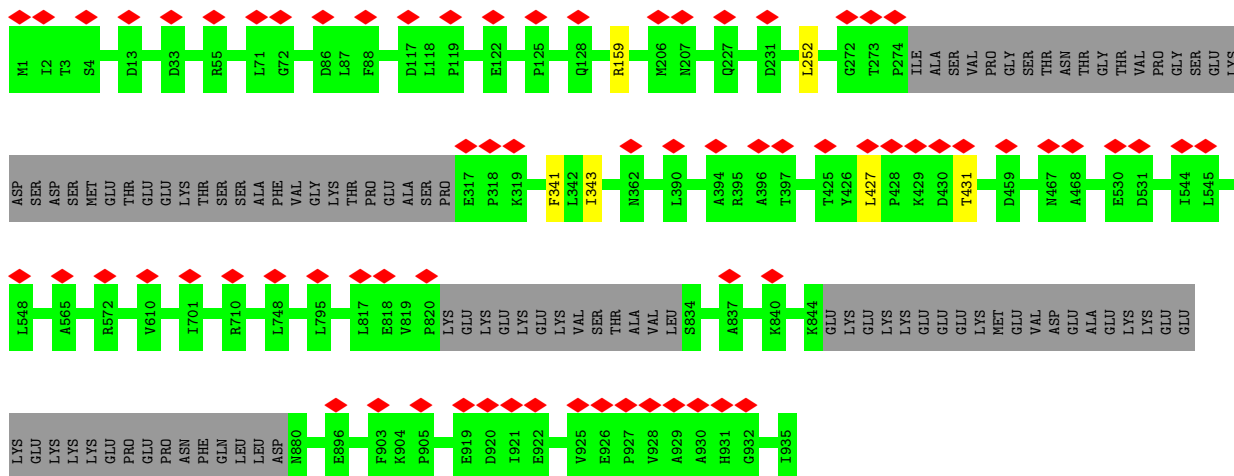 M1 I2 T3 S4 D13 D33 R55 L71 G72 D86 L87 F88 D117 L118 P119 E122 P125 Q128 R159 M206 N207 Q227 D231 L252 G272 T273 P274 ILE ALA SER VAL PRO GLY SER THR ASN THR GLY THR VAL PRO GLY SER GLU LYS
ASP SER ASP SER MET GLU THR GLU GLU LYS THR SER SER ALA PHE VAL GLY LYS THR PRO GLU ALA SER PRO E317 P318 K319 F341 L342 I343 N362 L390 A394 R395 A396 T397 T425 Y426 L427 P428 K429 D430 T431 D459 N467 A468 E530 D531 I544 L545
L548 A565 R572 V610 I701 R710 L748 L795 L817 E818 V819 P820 LYS GLU LYS GLU LYS GLU LYS VAL SER THR ALA VAL LEU S834 A837 K840 K844 GLU LYS GLU LYS LYS GLU GLU GLU LYS MET GLU VAL ASP GLU ALA GLU LYS LYS GLU GLU
LYS GLU LYS LYS LYS GLU PRO GLU PRO ASN PHE GLN LEU LEU ASP N880 E896 F903 K904 P905 E919 D920 I921 E922 V925 E926 P927 V928 A929 A930 H931 G932 I935